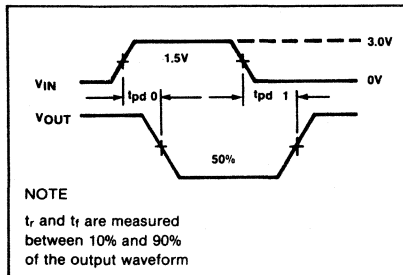 3.0V
1.5V
VIN
0V
tpd 0
tpd 1
VOUT
50%
NOTE
tr and tf are measured
between 10% and 90%
of the output waveform